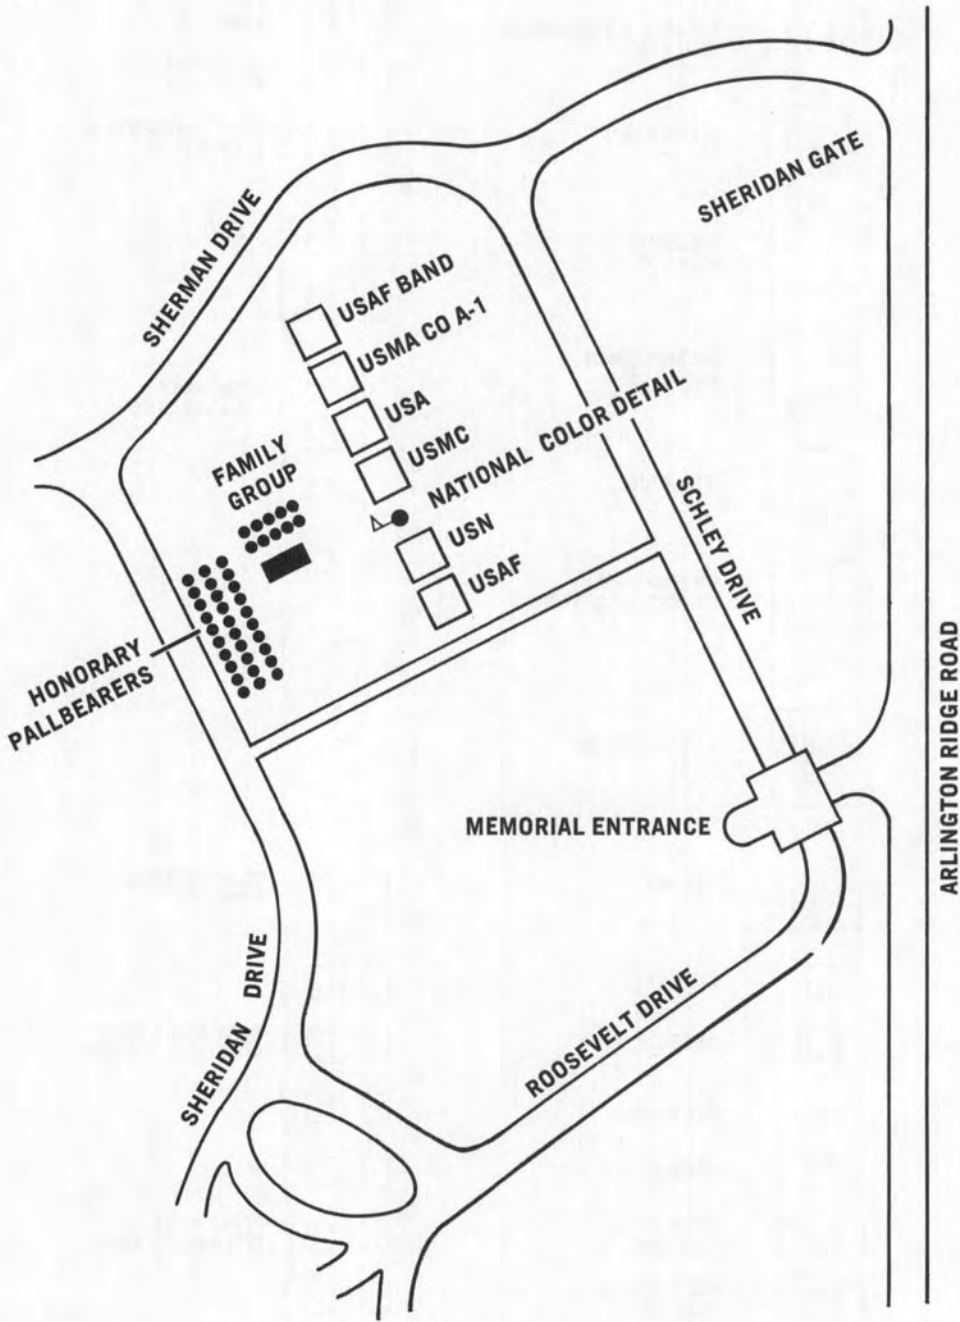 SHERIDAN GATE
SHERMAN DRIVE
USAF BAND
USMA CO A-1
USA
USMC
NATIONAL COLOR DETAIL
FAMILY
GROUP
USN
USAF
SCHLEY DRIVE
HONORARY
PALLBEARERS
ARLINGTON RIDGE ROAD
MEMORIAL ENTRANCE
SHERIDAN DRIVE
ROOSEVELT DRIVE